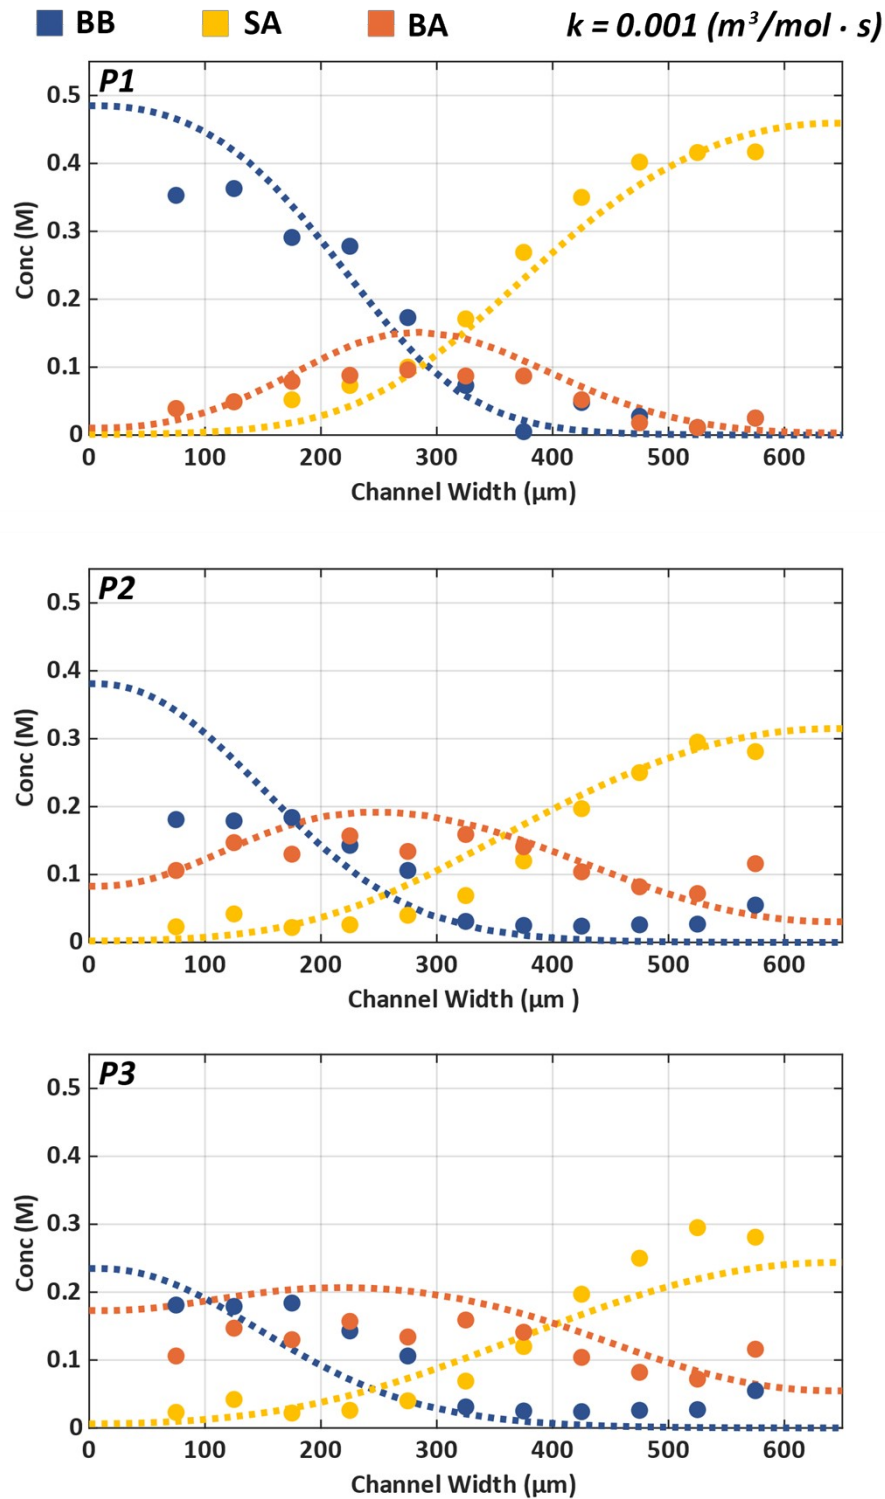 BB SA BA k = 0.001 (m³/mol · s)
P1
0.5
0.4
0.3
0.2
0.1
0
Conc (M)
0 100 200 300 400 500 600
Channel Width (µm)
P2
0.5
0.4
0.3
0.2
0.1
0
Conc (M)
0 100 200 300 400 500 600
Channel Width (µm )
P3
0.5
0.4
0.3
0.2
0.1
0
Conc (M)
0 100 200 300 400 500 600
Channel Width (µm)